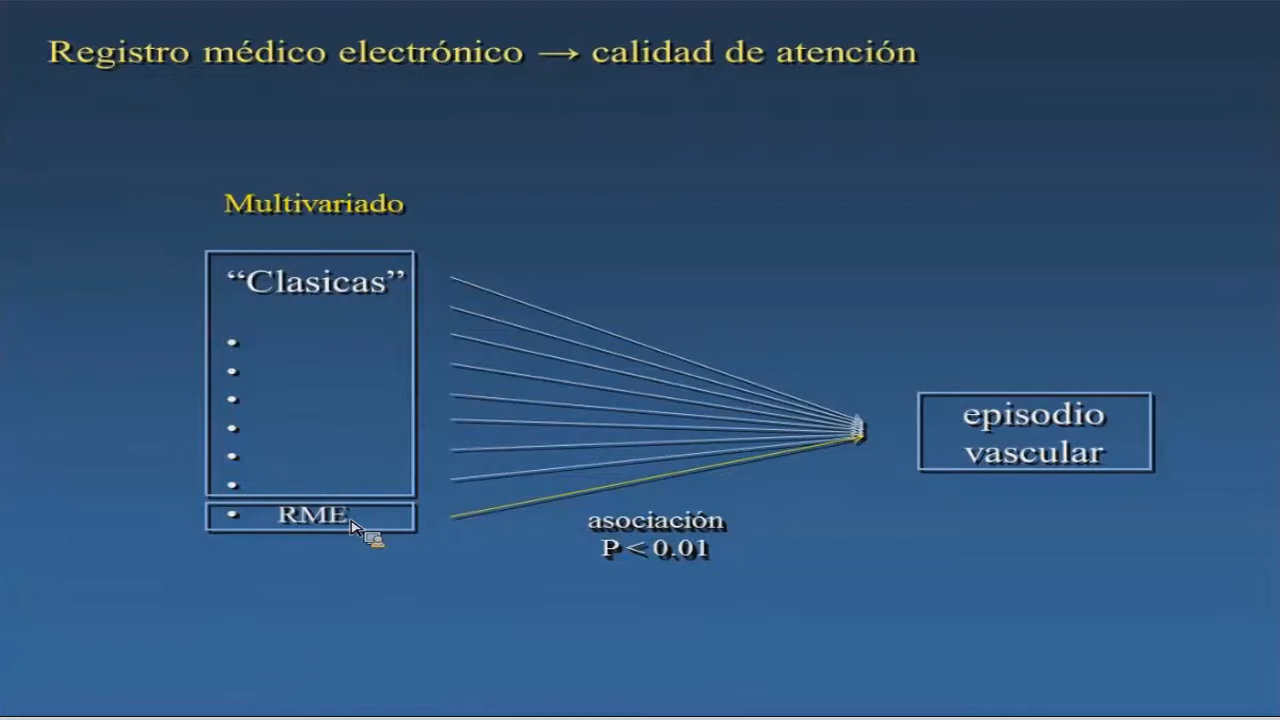 Registro médico electrónico → calidad de atención
Multivariado
“Clasicas”
•
•
•
•
•
•
• RME
episodio
vascular
asociación
P < 0.01